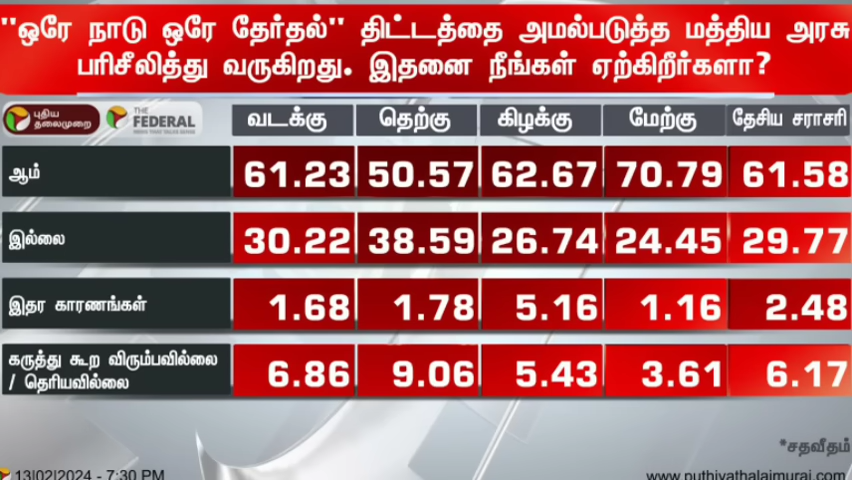 "ஒரே நாடு ஒரே தேர்தல்" திட்டத்தை அமல்படுத்த மத்திய அரசு
பரிசீலித்து வருகிறது. இதனை நீங்கள் ஏற்கிறீர்களா?
புதிய தலைமுறை THE FEDERAL வடக்கு தெற்கு கிழக்கு மேற்கு தேசிய சராசரி
ஆம் 61.23 50.57 62.67 70.79 61.58
இல்லை 30.22 38.59 26.74 24.45 29.77
இதர காரணங்கள் 1.68 1.78 5.16 1.16 2.48
கருத்து கூற விரும்பவில்லை
/ தெரியவில்லை 6.86 9.06 5.43 3.61 6.17
*சதவீதம்
13|02|2024 - 7:30 PM www.puthiyathalaimurai.com